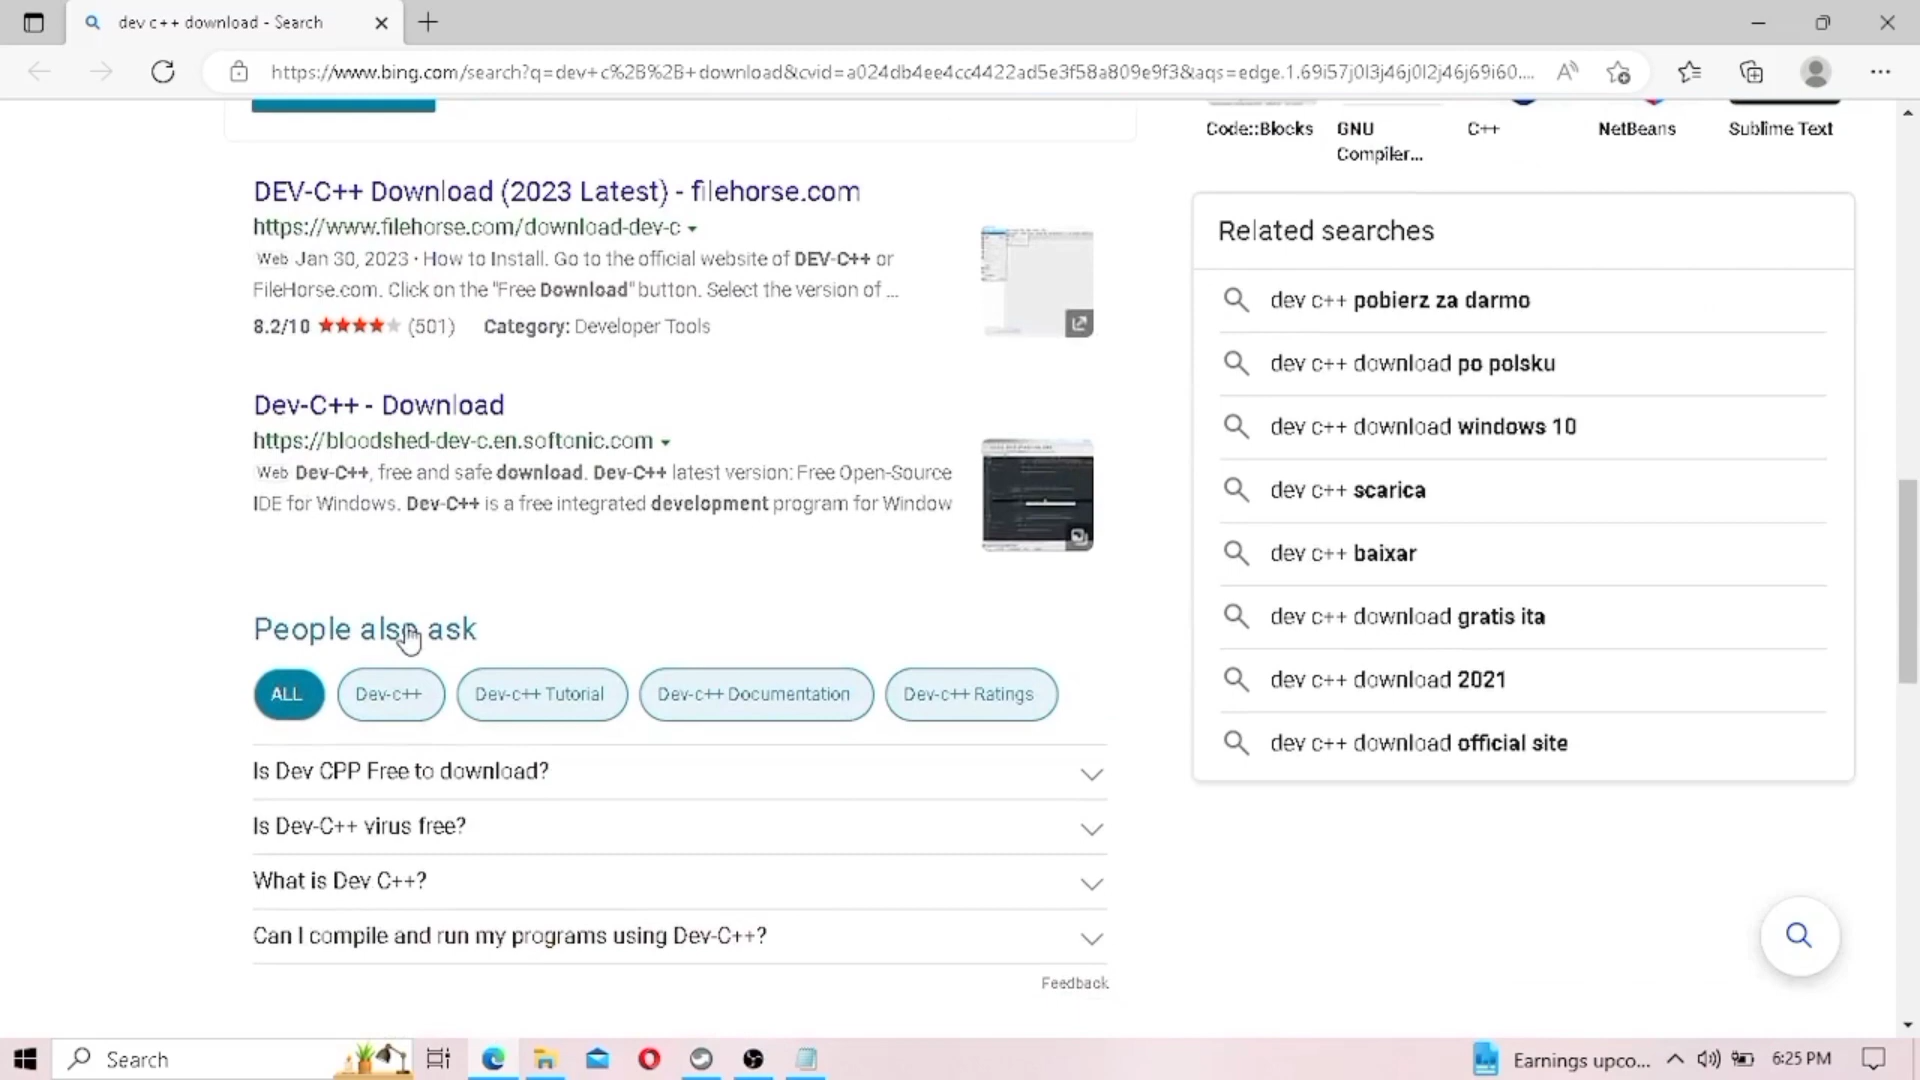 dev c++ download - Search
https://www.bing.com/search?q=dev+c%2B%2B+download&cvid=a024db4ee4cc4422ad5e3f58a809e9f3&aqs=edge.1.69i57j0l3j46j0l2j46j69i60....
Code::Blocks
GNU
Compiler...
C++
NetBeans
Sublime Text
DEV-C++ Download (2023 Latest) - filehorse.com
https://www.filehorse.com/download-dev-c
Web Jan 30, 2023 · How to Install. Go to the official website of DEV-C++ or
FileHorse.com. Click on the "Free Download" button. Select the version of ...
8.2/10 (501) Category: Developer Tools
Dev-C++ - Download
https://bloodshed-dev-c.en.softonic.com
Web Dev-C++, free and safe download. Dev-C++ latest version: Free Open-Source
IDE for Windows. Dev-C++ is a free integrated development program for Window
People also ask
ALL Dev-c++ Dev-c++ Tutorial Dev-c++ Documentation Dev-c++ Ratings
Is Dev CPP Free to download?
Is Dev-C++ virus free?
What is Dev C++?
Can I compile and run my programs using Dev-C++?
Feedback
Related searches
dev c++ pobierz za darmo
dev c++ download po polsku
dev c++ download windows 10
dev c++ scarica
dev c++ baixar
dev c++ download gratis ita
dev c++ download 2021
dev c++ download official site
Search
Earnings upco...
6:25 PM